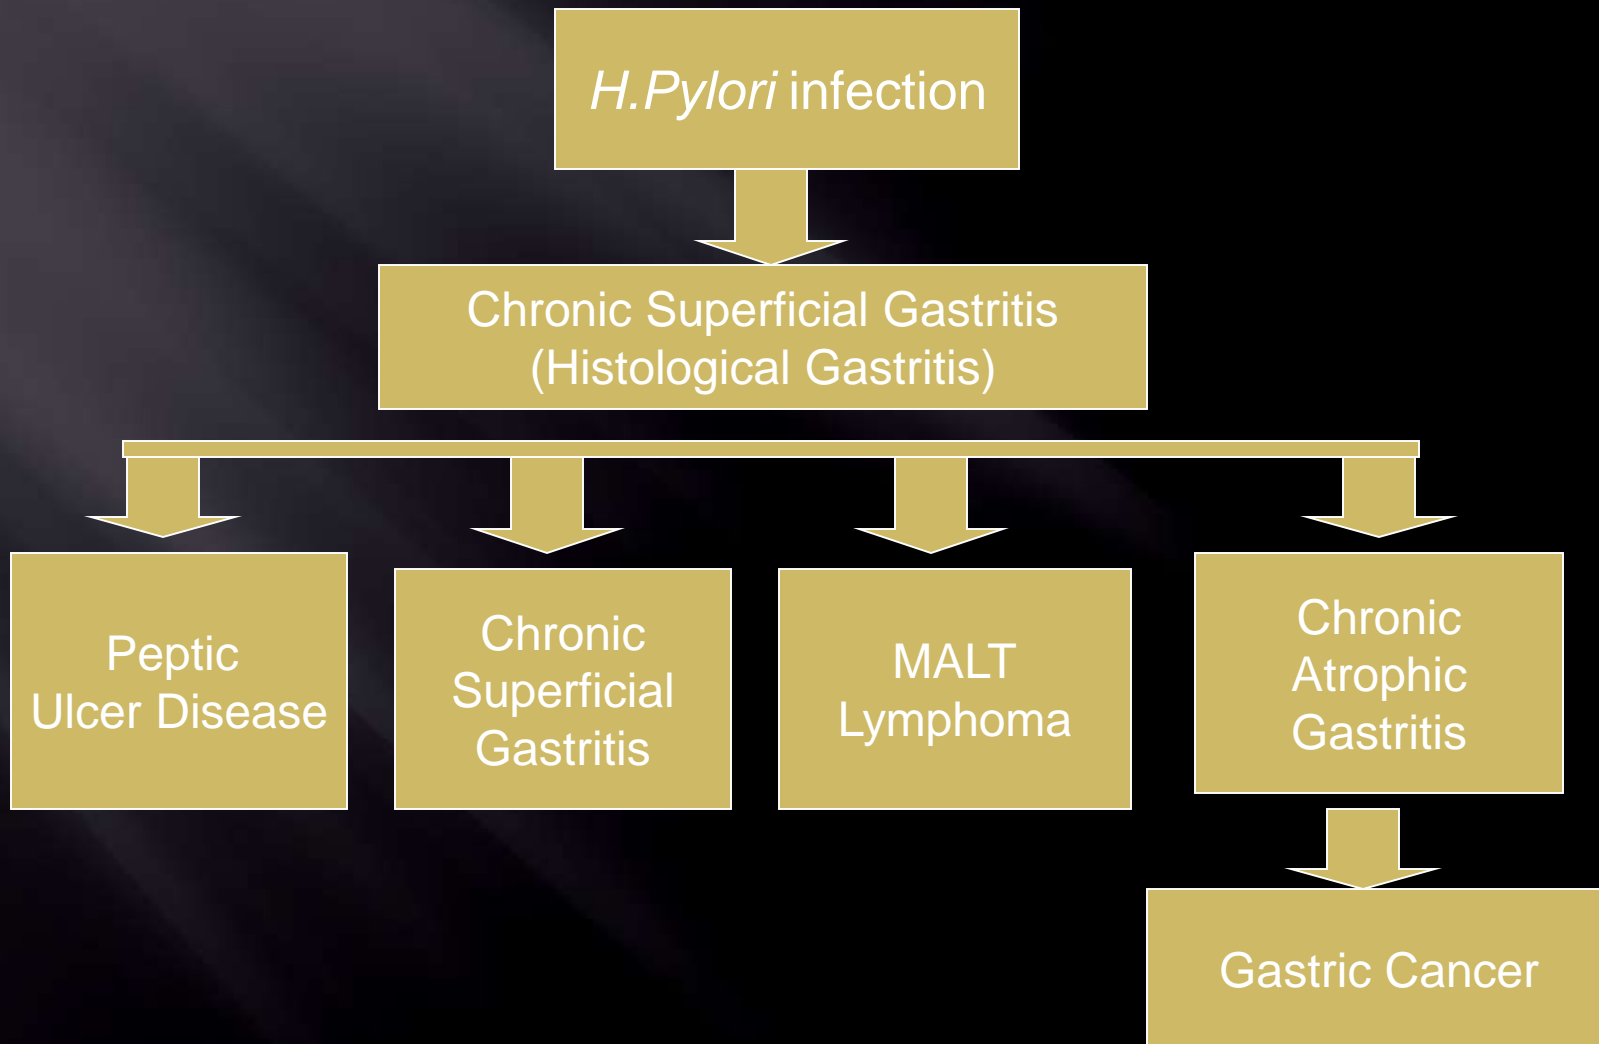 H.Pylori infection
Chronic Superficial Gastritis
(Histological Gastritis)
Peptic
Ulcer Disease
Chronic
Superficial
Gastritis
MALT
Lymphoma
Chronic
Atrophic
Gastritis
Gastric Cancer